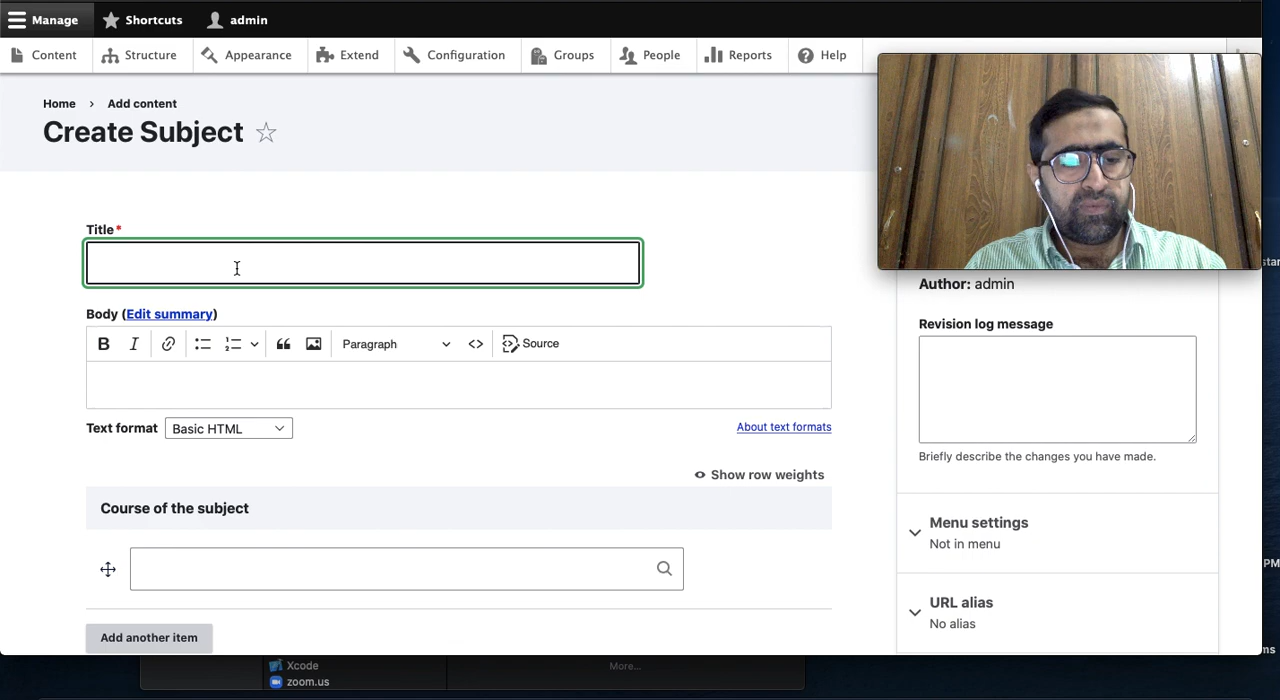 Manage Shortcuts admin
Content Structure Appearance Extend Configuration Groups People Reports Help
Home › Add content
Create Subject
Title*
Body (Edit summary)
B I Paragraph <> Source
Text format Basic HTML About text formats
Show row weights
Course of the subject
Add another item
Author: admin
Revision log message
Briefly describe the changes you have made.
Menu settings
Not in menu
URL alias
No alias
Xcode More...
zoom.us
PM